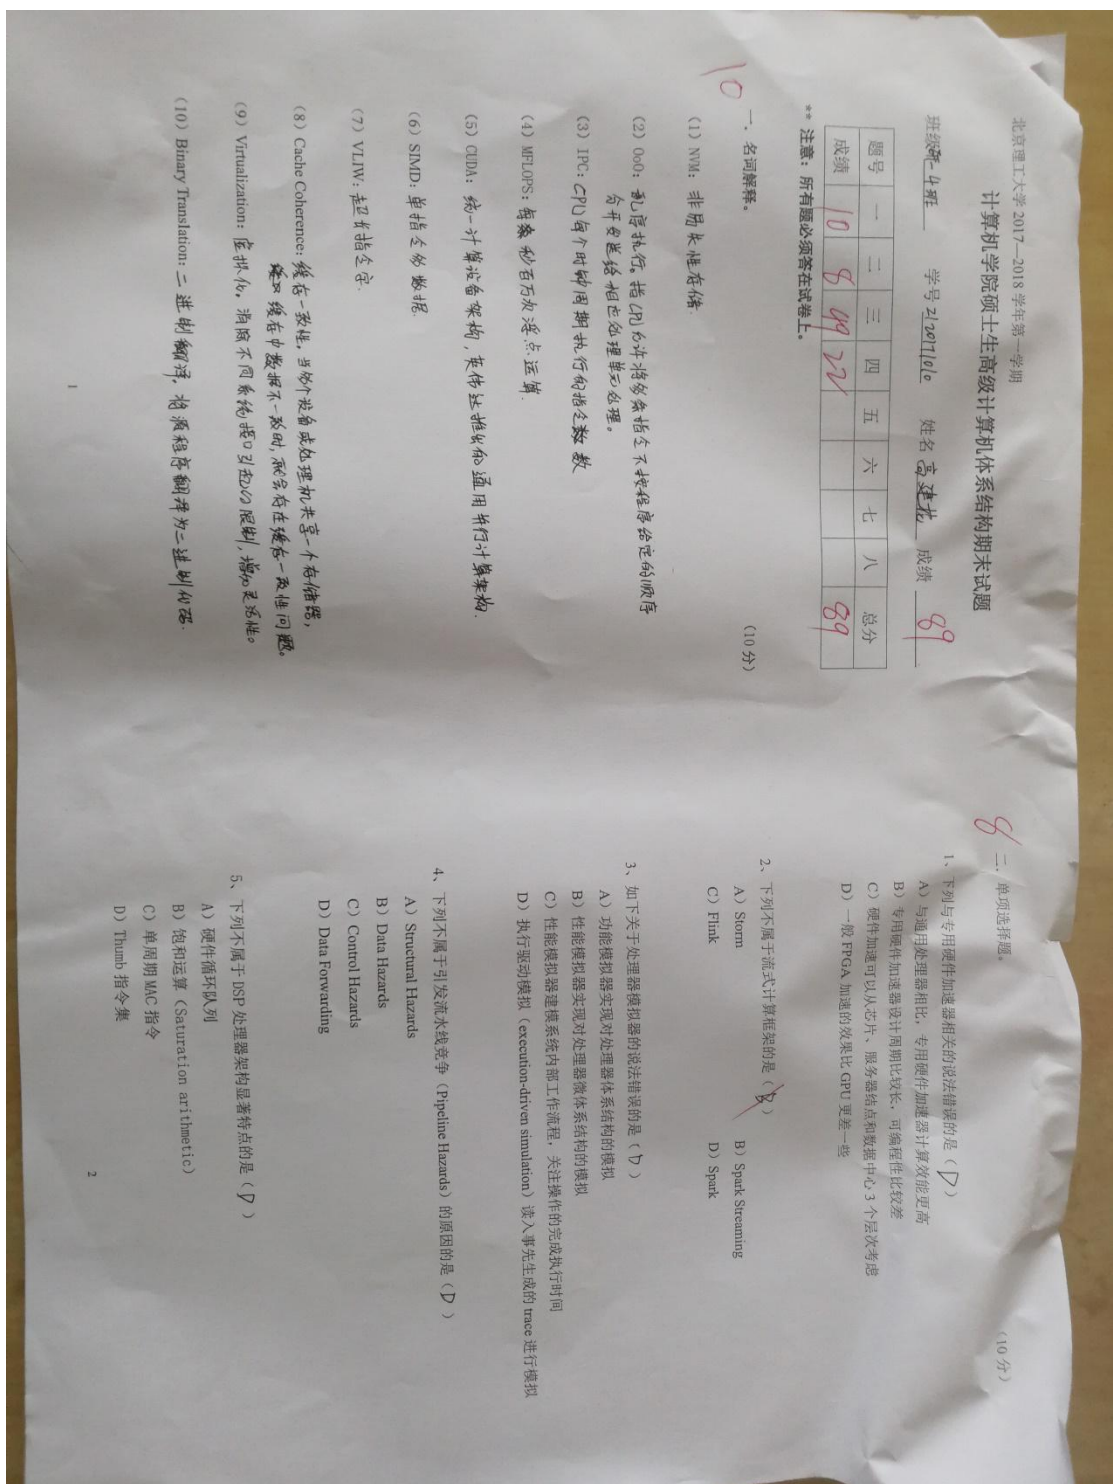 北京理工大学 2017—2018 学年第一学期
计算机学院硕士生高级计算机体系结构期末试题
班级 4班 学号 姓名 成绩 89
题号 一 二 三 四 五 六 七 八 总分
成绩 10 8 49 22 89
** 注意：所有题必须答在试卷上。
10
一．名词解释。 （10 分）
（1）NVM：非易失性存储.
（2）OoO：乱序执行。指CPU允许将多条指令不按程序给定的顺序
分开发送给相应处理单元处理。
（3）IPC：CPU每个时钟周期执行的指令数
（4）MFLOPS：每秒百万次浮点运算.
（5）CUDA：统一计算设备架构，英伟达推出的通用并行计算架构.
（6）SIMD：单指令多数据.
（7）VLIW：超长指令字.
（8）Cache Coherence：缓存一致性，当多个设备或处理机共享一个存储器，
缓存中数据不一致时，就会存在缓存一致性问题。
（9）Virtualization：虚拟化。消除不同系统接口引起的限制，增加灵活性。
（10）Binary Translation：二进制翻译，将源程序翻译为二进制代码.
1
8
二．单项选择题。 （10 分）
1、下列与专用硬件加速器相关的说法错误的是（D）
A）与通用处理器相比，专用硬件加速器计算效能更高
B）专用硬件加速器设计周期比较长，可编程性比较差
C）硬件加速可以从芯片、服务器结点和数据中心 3 个层次考虑
D）一般 FPGA 加速的效果比 GPU 更差一些
2、下列不属于流式计算框架的是（B）
A）Storm B）Spark Streaming
C）Flink D）Spark
3、如下关于处理器模拟器的说法错误的是（D）
A）功能模拟器实现对处理器体系结构的模拟
B）性能模拟器实现对处理器微体系结构的模拟
C）性能模拟器建模系统内部工作流程，关注操作的完成执行时间
D）执行驱动模拟（execution-driven simulation）读入事先生成的 trace 进行模拟
4、下列不属于引发流水线竞争（Pipeline Hazards）的原因的是（D）
A）Structural Hazards
B）Data Hazards
C）Control Hazards
D）Data Forwarding
5、下列不属于 DSP 处理器架构显著特点的是（D）
A）硬件循环队列
B）饱和运算（Saturation arithmetic）
C）单周期 MAC 指令
D）Thumb 指令集
2